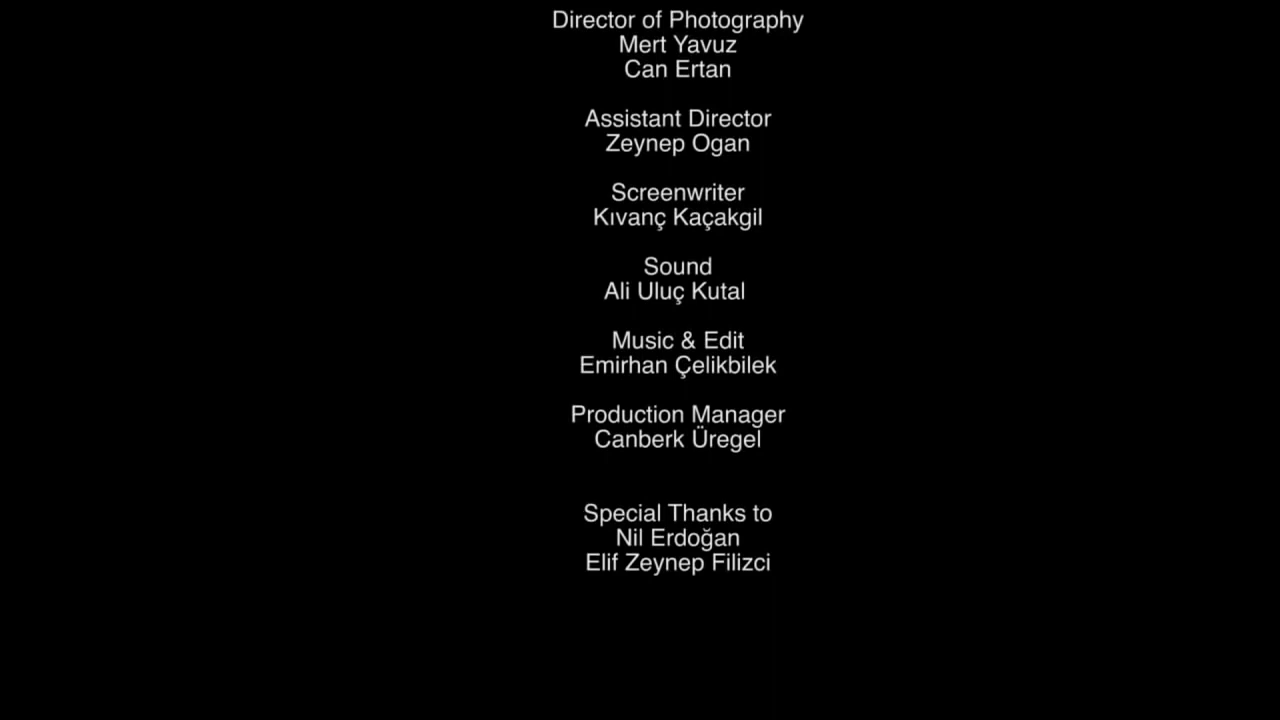 Director of Photography
Mert Yavuz
Can Ertan
Assistant Director
Zeynep Ogan
Screenwriter
Kıvanç Kaçakgil
Sound
Ali Uluç Kutal
Music & Edit
Emirhan Çelikbilek
Production Manager
Canberk Üregel
Special Thanks to
Nil Erdoğan
Elif Zeynep Filizci